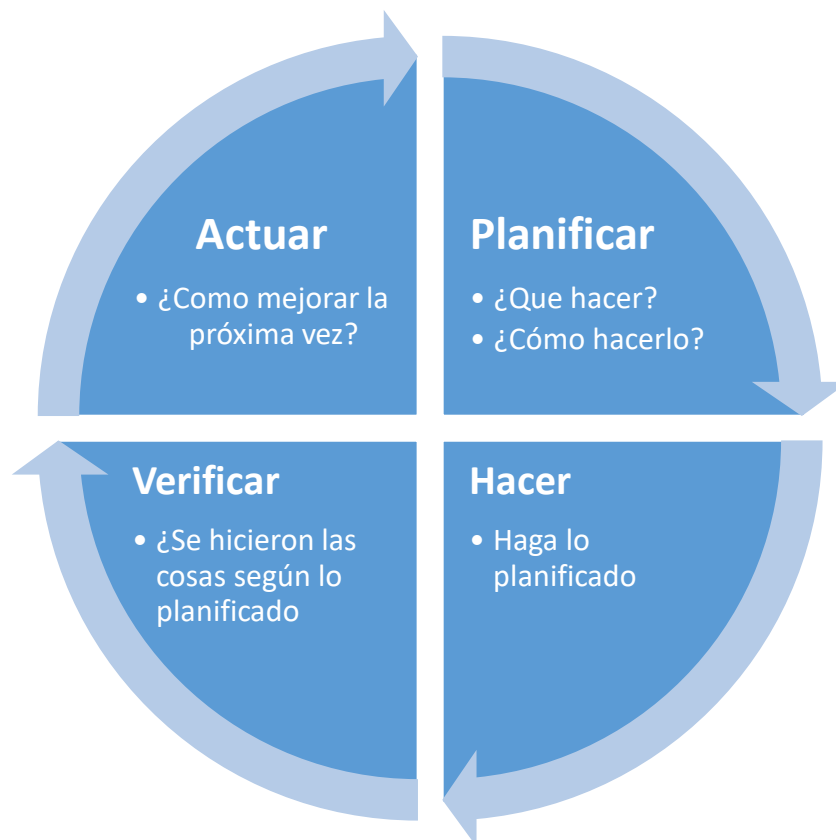 Actuar
• ¿Como mejorar la
próxima vez?
Planificar
• ¿Que hacer?
• ¿Cómo hacerlo?
Verificar
• ¿Se hicieron las
cosas según lo
planificado
Hacer
• Haga lo
planificado